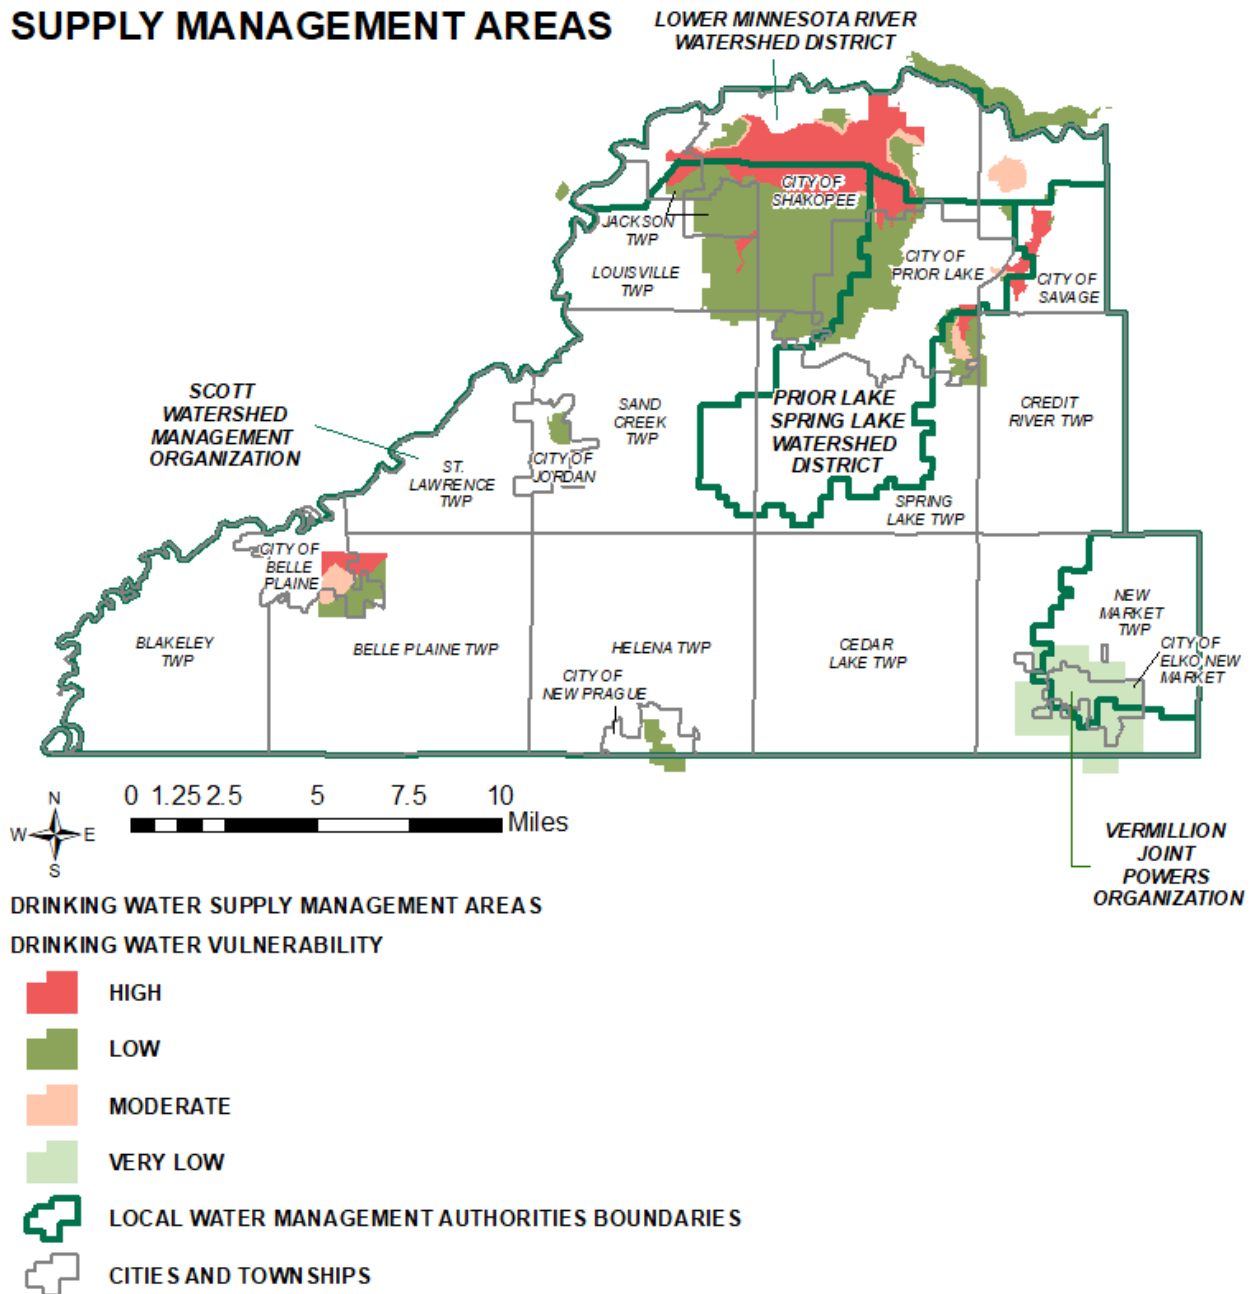 SUPPLY MANAGEMENT AREAS
LOWER MINNESOTA RIVER
WATERSHED DISTRICT
CITY OF
SHAKOPEE
JACKSON
TWP
LOUISVILLE
TWP
CITY OF
PRIOR LAKE
CITY OF
SAVAGE
SCOTT
WATERSHED
MANAGEMENT
ORGANIZATION
SAND
CREEK
TWP
PRIOR LAKE
SPRING LAKE
WATERSHED
DISTRICT
CREDIT
RIVER TWP
CITY OF
JORDAN
ST.
LAWRENCE
TWP
SPRING
LAKE TWP
CITY OF
BELLE
PLAINE
BLAKELEY
TWP
BELLE PLAINE TWP
HELENA TWP
CEDAR
LAKE TWP
NEW
MARKET
TWP
CITY OF
ELKO NEW
MARKET
CITY OF
NEW PRAGUE
N
W E
S
0 1.25 2.5 5 7.5 10
Miles
VERMILLION
JOINT
POWERS
ORGANIZATION
DRINKING WATER SUPPLY MANAGEMENT AREAS
DRINKING WATER VULNERABILITY
HIGH
LOW
MODERATE
VERY LOW
LOCAL WATER MANAGEMENT AUTHORITIES BOUNDARIES
CITIES AND TOWNSHIPS